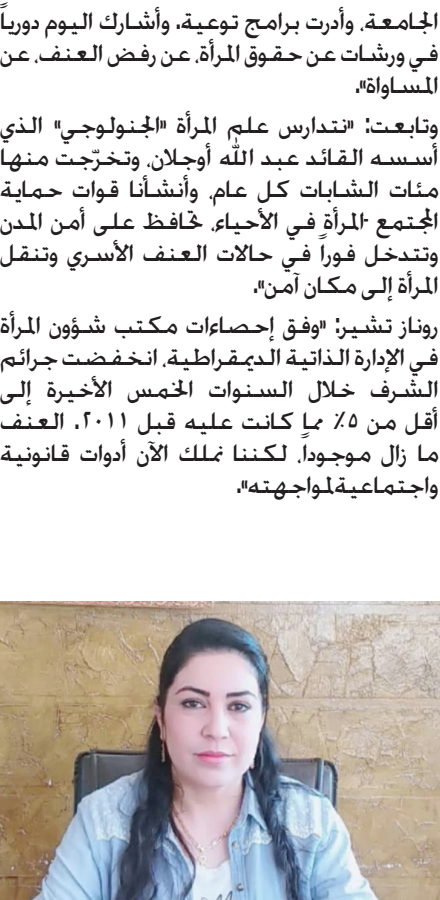 الجامعة، وأدرت برامج توعية، وأشارك اليوم دورياً
في ورشات عن حقوق المرأة، عن رفض العنف، عن
المساواة".
وتابعت: "نتدارس علم المرأة "الجنولوجي" الذي
أسسه القائد عبد الله أوجلان، وتخرّجت منها
مئات الشابات كل عام، وأنشأنا قوات حماية
المجتمع -المرأة في الأحياء، تحافظ على أمن المدن
وتتدخل فوراً في حالات العنف الأسري وتنقل
المرأة إلى مكان آمن".
روناز تشير: "وفق إحصاءات مكتب شؤون المرأة
في الإدارة الذاتية الديمقراطية، انخفضت جرائم
الشرف خلال السنوات الخمس الأخيرة إلى
أقل من ٥٪ مما كانت عليه قبل ٢٠١١. العنف
ما زال موجوداً، لكننا نملك الآن أدوات قانونية
واجتماعيةلمواجهته".